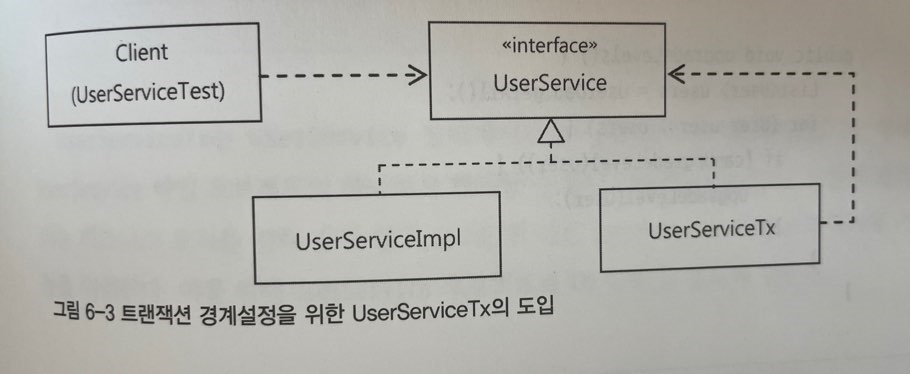 Client
(UserServiceTest)
«interface»
UserService
UserServiceImpl
UserServiceTx
그림 6-3 트랜잭션 경계설정을 위한 UserServiceTx의 도입